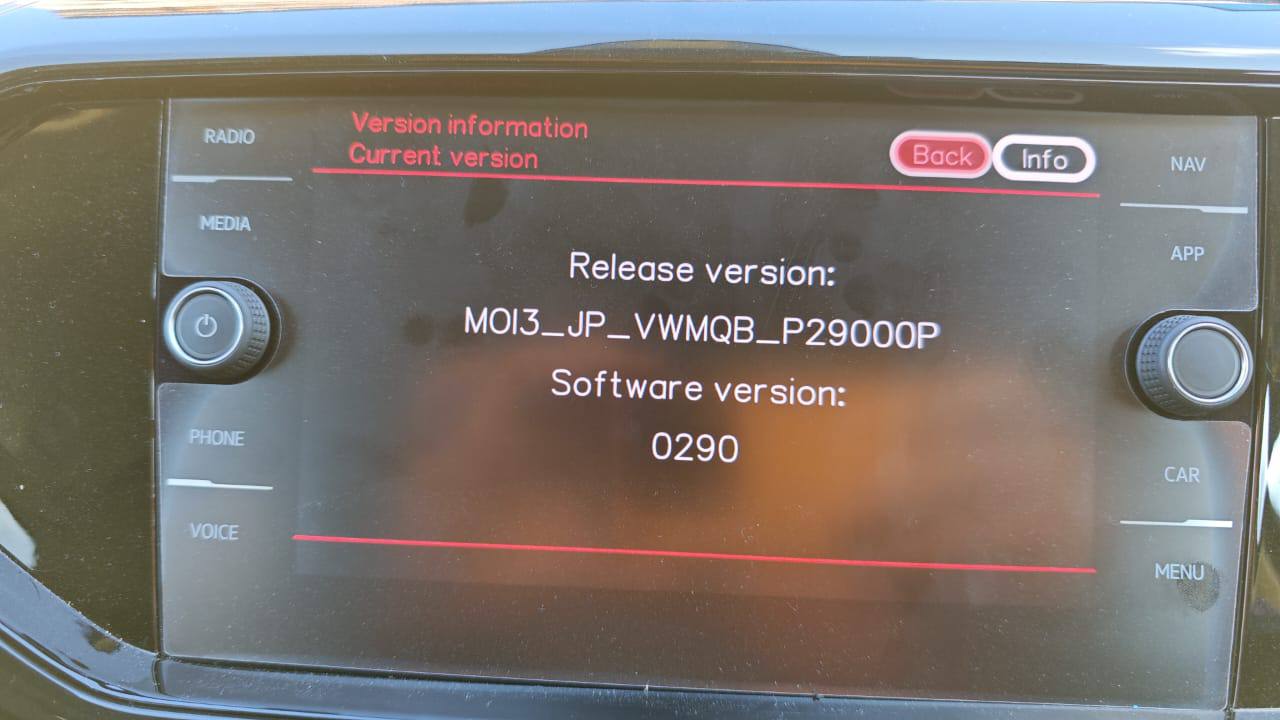 RADIO
MEDIA
PHONE
VOICE
Version information
Current version
Back
Info
Release version:
MOI3_JP_VWMQB_P29000P
Software version:
0290
NAV
APP
CAR
MENU